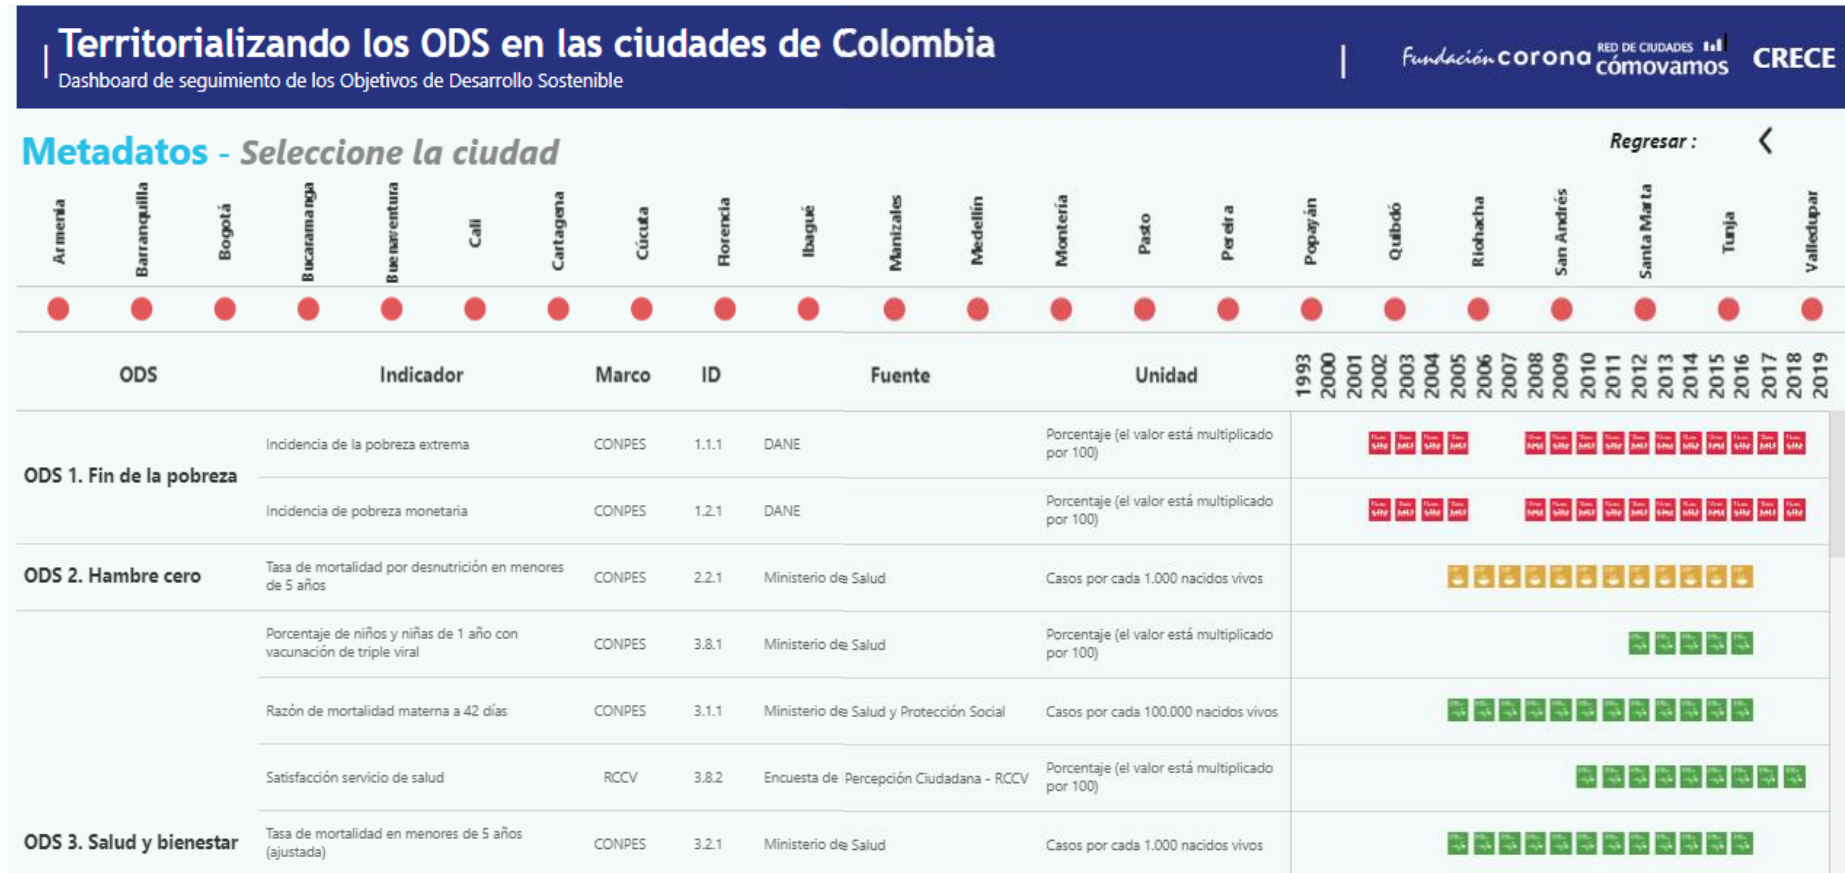 Territorializando los ODS en las ciudades de Colombia
Dashboard de seguimiento de los Objetivos de Desarrollo Sostenible
Fundación corona
RED DE CIUDADES
cómovamos
CRECE
Metadatos - Seleccione la ciudad
Regresar :
Armenia
Barranquilla
Bogotá
Bucaramanga
Buenaventura
Cali
Cartagena
Cúcuta
Florencia
Ibagué
Manizales
Medellín
Montería
Pasto
Pereira
Popayán
Quibdó
Riohacha
San Andrés
Santa Marta
Tunja
Valledupar
ODS Indicador Marco ID Fuente Unidad 1993 2000 2001 2002 2003 2004 2005 2006 2007 2008 2009 2010 2011 2012 2013 2014 2015 2016 2017 2018 2019
ODS 1. Fin de la pobreza
Incidencia de la pobreza extrema CONPES 1.1.1 DANE Porcentaje (el valor está multiplicado
por 100)
Incidencia de pobreza monetaria CONPES 1.2.1 DANE Porcentaje (el valor está multiplicado
por 100)
ODS 2. Hambre cero
Tasa de mortalidad por desnutrición en menores
de 5 años
CONPES 2.2.1 Ministerio de Salud Casos por cada 1.000 nacidos vivos
Porcentaje de niños y niñas de 1 año con
vacunación de triple viral
CONPES 3.8.1 Ministerio de Salud Porcentaje (el valor está multiplicado
por 100)
Razón de mortalidad materna a 42 días CONPES 3.1.1 Ministerio de Salud y Protección Social Casos por cada 100.000 nacidos vivos
Satisfacción servicio de salud RCCV 3.8.2 Encuesta de Percepción Ciudadana - RCCV Porcentaje (el valor está multiplicado
por 100)
ODS 3. Salud y bienestar
Tasa de mortalidad en menores de 5 años
(ajustada)
CONPES 3.2.1 Ministerio de Salud Casos por cada 1.000 nacidos vivos